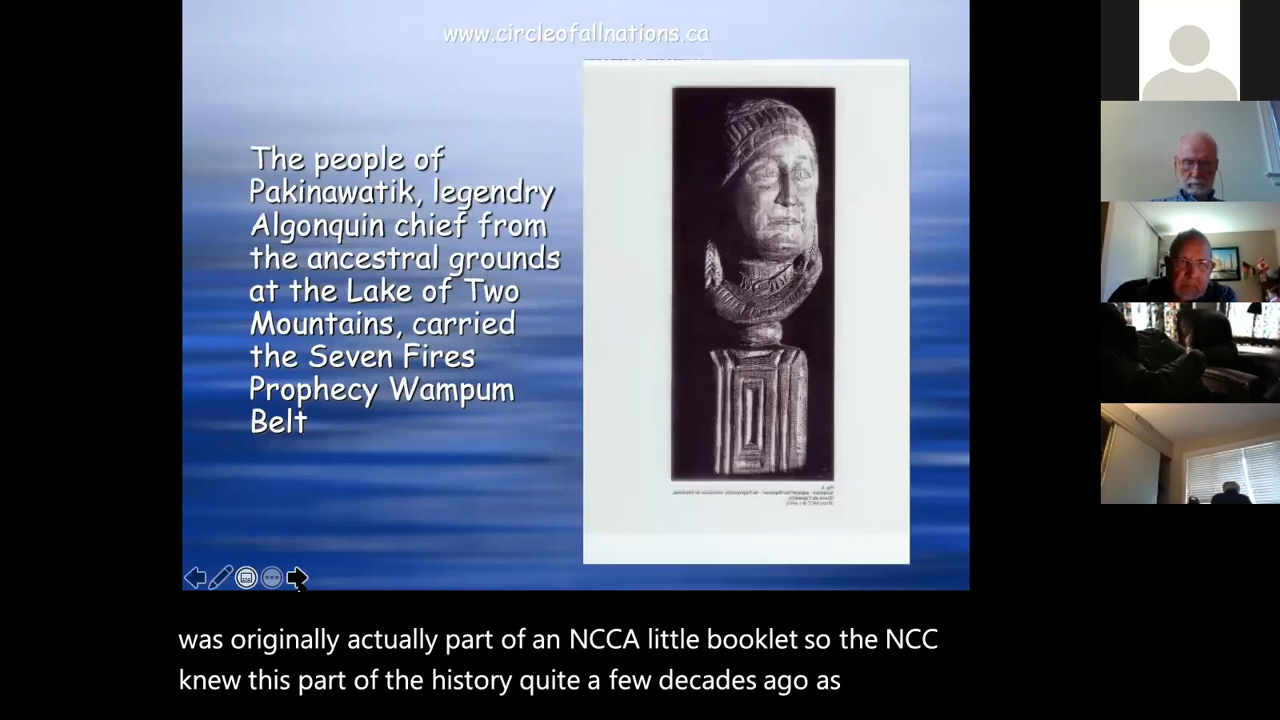 www.circleofallnations.ca
The people of
Pakinawatik, legendry
Algonquin chief from
the ancestral grounds
at the Lake of Two
Mountains, carried
the Seven Fires
Prophecy Wampum
Belt
was originally actually part of an NCCA little booklet so the NCC
knew this part of the history quite a few decades ago as